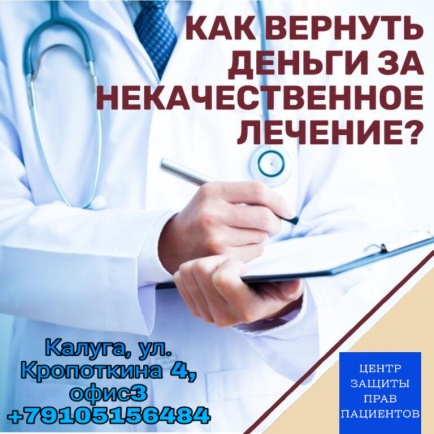 КАК ВЕРНУТЬ
ДЕНЬГИ ЗА
НЕКАЧЕСТВЕННОЕ
ЛЕЧЕНИЕ?
Калуга, ул.
Кропоткина 4,
офис3
+79105156484
ЦЕНТР
ЗАЩИТЫ
ПРАВ
ПАЦИЕНТОВ